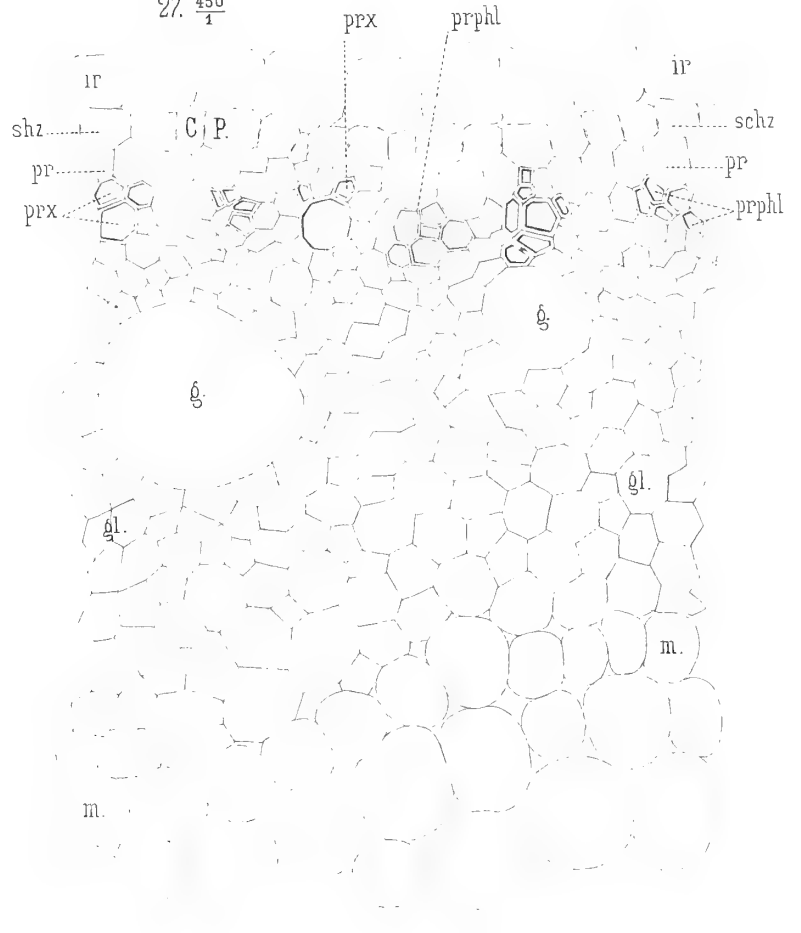 27. 450/1
prx prphl
ir ir
shz C P. schz
pr pr
prx prphl
g.
g.
gl.
gl.
m.
m.